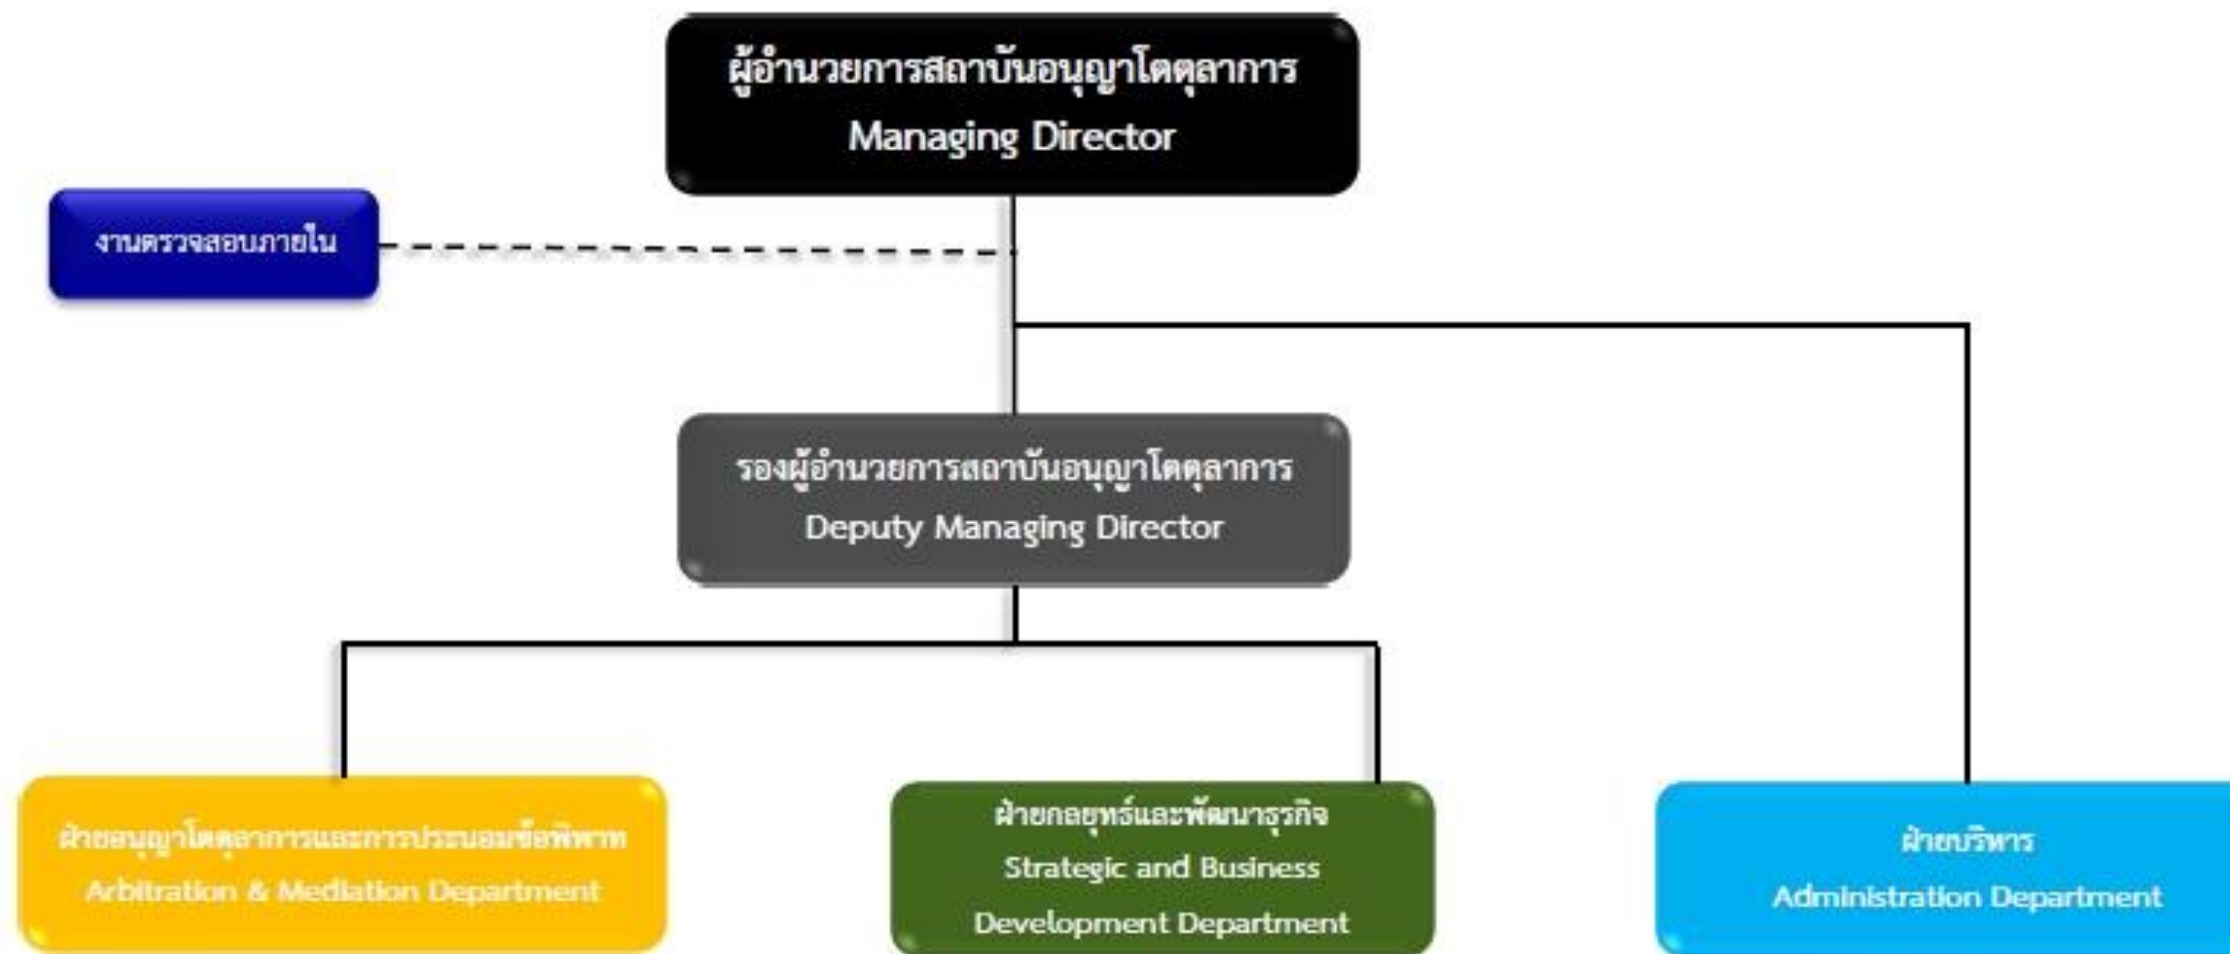 ผู้อำนวยการสถาบันอนุญาโตตุลาการ
Managing Director
งานตรวจสอบภายใน
รองผู้อำนวยการสถาบันอนุญาโตตุลาการ
Deputy Managing Director
ฝ่ายอนุญาโตตุลาการและการประนอมข้อพิพาท
Arbitration & Mediation Department
ฝ่ายกลยุทธ์และพัฒนาธุรกิจ
Strategic and Business
Development Department
ฝ่ายบริหาร
Administration Department